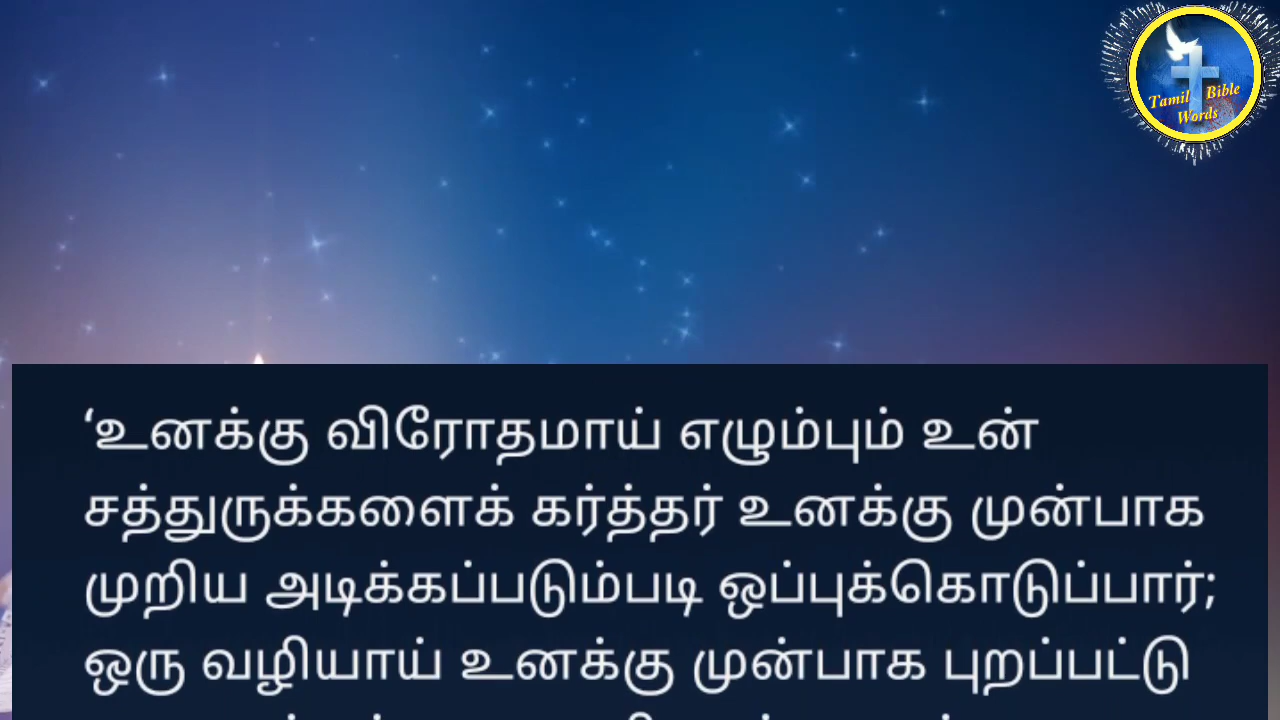 Tamil Bible
Words
‘உனக்கு விரோதமாய் எழும்பும் உன்
சத்துருக்களைக் கர்த்தர் உனக்கு முன்பாக
முறிய அடிக்கப்படும்படி ஒப்புக்கொடுப்பார்;
ஒரு வழியாய் உனக்கு முன்பாக புறப்பட்டு